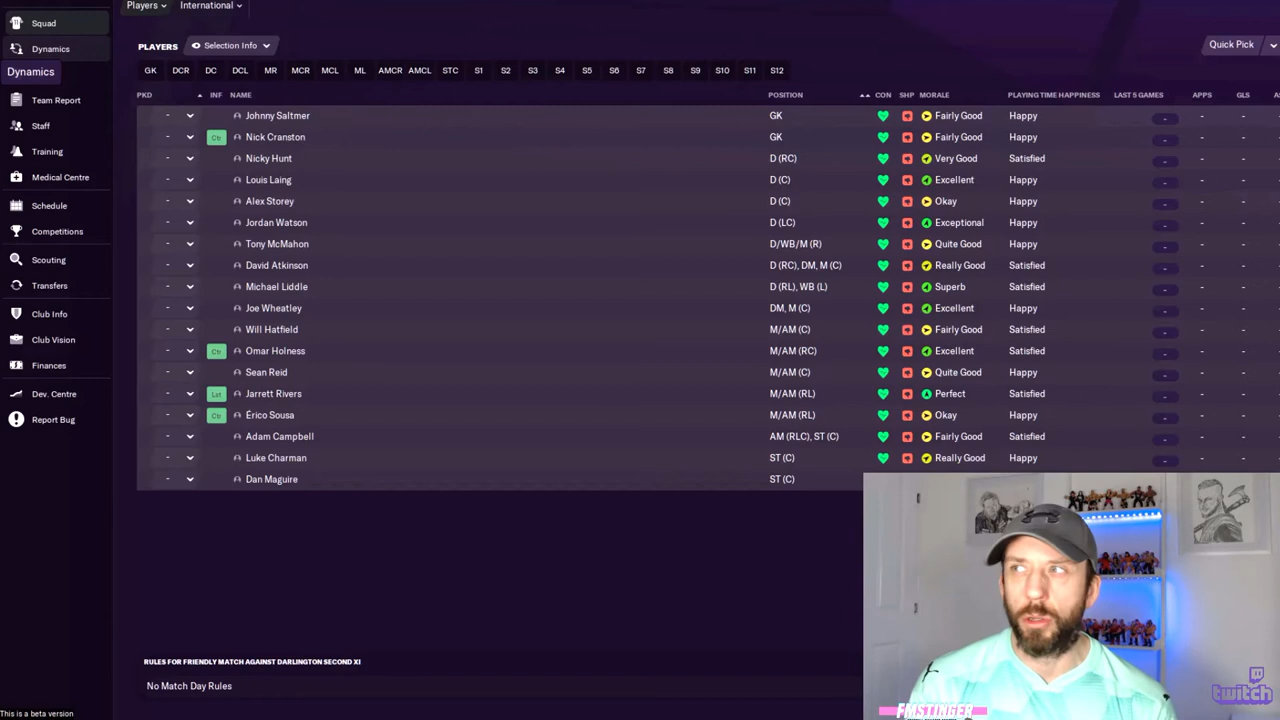 Players International
Squad
Dynamics
Dynamics
Team Report
Staff
Training
Medical Centre
Schedule
Competitions
Scouting
Transfers
Club Info
Club Vision
Finances
Dev. Centre
Report Bug
This is a beta version
PLAYERS Selection Info Quick Pick
GK DCR DC DCL MR MCR MCL ML AMCR AMCL STC S1 S2 S3 S4 S5 S6 S7 S8 S9 S10 S11 S12
PKD INF NAME POSITION CON SHP MORALE PLAYING TIME HAPPINESS LAST 5 GAMES APPS GLS
- Johnny Saltmer GK Fairly Good Happy - - -
- Ctr Nick Cranston GK Fairly Good Happy - - -
- Nicky Hunt D (RC) Very Good Satisfied - - -
- Louis Laing D (C) Excellent Happy - - -
- Alex Storey D (C) Okay Happy - - -
- Jordan Watson D (LC) Exceptional Happy - - -
- Tony McMahon D/WB/M (R) Quite Good Happy - - -
- David Atkinson D (RC), DM, M (C) Really Good Satisfied - - -
- Michael Liddle D (RL), WB (L) Superb Satisfied - - -
- Joe Wheatley DM, M (C) Excellent Happy - - -
- Will Hatfield M/AM (C) Fairly Good Satisfied - - -
- Ctr Omar Holness M/AM (RC) Excellent Satisfied - - -
- Sean Reid M/AM (C) Quite Good Happy - - -
- Lst Jarrett Rivers M/AM (RL) Perfect Satisfied - - -
- Ctr Érico Sousa M/AM (RL) Okay Happy - - -
- Adam Campbell AM (RLC), ST (C) Fairly Good Satisfied - - -
- Luke Charman ST (C) Really Good Happy - - -
- Dan Maguire ST (C)
RULES FOR FRIENDLY MATCH AGAINST DARLINGTON SECOND XI
No Match Day Rules
twitch
FMSTINGER